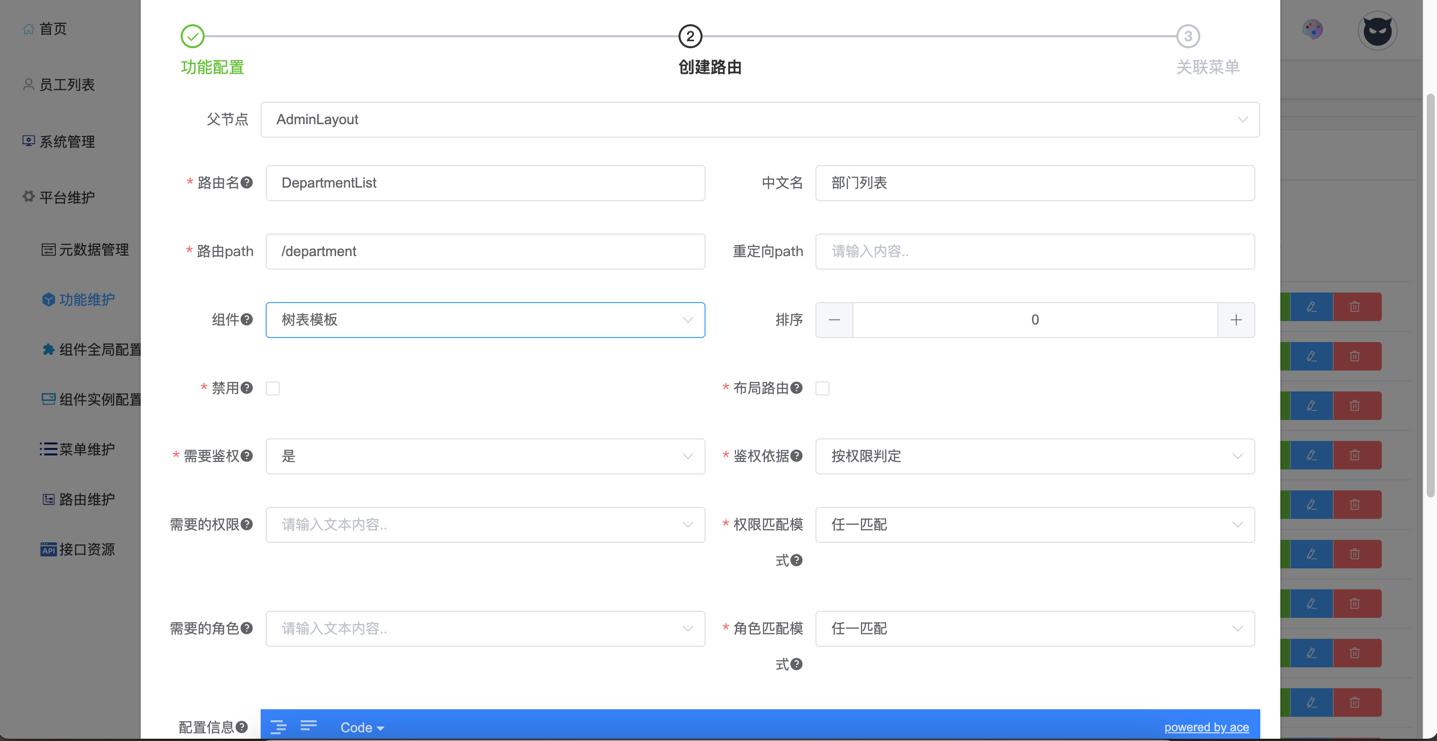 首页
员工列表
系统管理
平台维护
元数据管理
功能维护
组件全局配置
组件实例配置
菜单维护
路由维护
API 接口资源
2
3
功能配置
创建路由
关联菜单
父节点 AdminLayout
* 路由名 DepartmentList
中文名 部门列表
* 路由path /department
重定向path 请输入内容..
组件 树表模板
排序 0
* 禁用
* 布局路由
* 需要鉴权 是
* 鉴权依据 按权限判定
需要的权限 请输入文本内容..
* 权限匹配模 任一匹配
式
需要的角色 请输入文本内容..
* 角色匹配模 任一匹配
式
配置信息 Code powered by ace